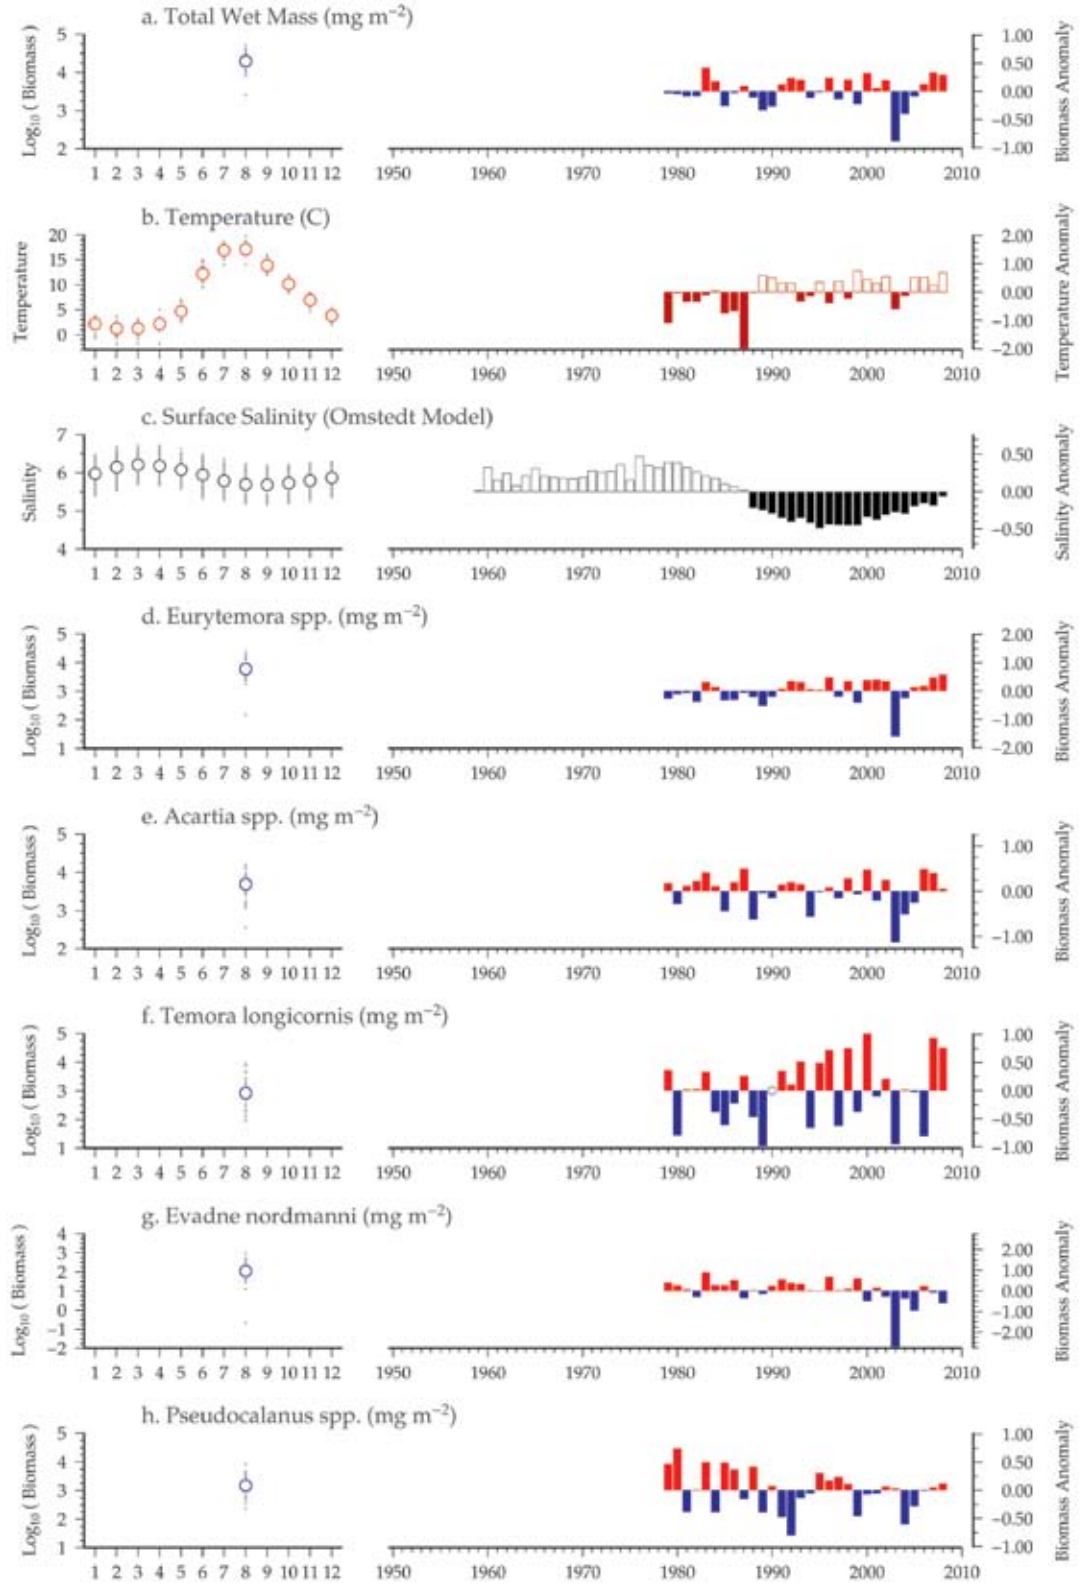 a. Total Wet Mass (mg m⁻²)
Log₁₀ ( Biomass )
5
4
3
2
1 2 3 4 5 6 7 8 9 10 11 12
1950 1960 1970 1980 1990 2000 2010
1.00
0.50
0.00
−0.50
−1.00
Biomass Anomaly
b. Temperature (C)
Temperature
20
15
10
5
0
1 2 3 4 5 6 7 8 9 10 11 12
1950 1960 1970 1980 1990 2000 2010
2.00
1.00
0.00
−1.00
−2.00
Temperature Anomaly
c. Surface Salinity (Omstedt Model)
Salinity
7
6
5
4
1 2 3 4 5 6 7 8 9 10 11 12
1950 1960 1970 1980 1990 2000 2010
0.50
0.00
−0.50
Salinity Anomaly
d. Eurytemora spp. (mg m⁻²)
Log₁₀ ( Biomass )
5
4
3
2
1
1 2 3 4 5 6 7 8 9 10 11 12
1950 1960 1970 1980 1990 2000 2010
2.00
1.00
0.00
−1.00
−2.00
Biomass Anomaly
e. Acartia spp. (mg m⁻²)
Log₁₀ ( Biomass )
5
4
3
2
1 2 3 4 5 6 7 8 9 10 11 12
1950 1960 1970 1980 1990 2000 2010
1.00
0.00
−1.00
Biomass Anomaly
f. Temora longicornis (mg m⁻²)
Log₁₀ ( Biomass )
5
4
3
2
1
1 2 3 4 5 6 7 8 9 10 11 12
1950 1960 1970 1980 1990 2000 2010
1.00
0.50
0.00
−0.50
−1.00
Biomass Anomaly
g. Evadne nordmanni (mg m⁻²)
Log₁₀ ( Biomass )
4
3
2
1
0
−1
−2
1 2 3 4 5 6 7 8 9 10 11 12
1950 1960 1970 1980 1990 2000 2010
2.00
1.00
0.00
−1.00
−2.00
Biomass Anomaly
h. Pseudocalanus spp. (mg m⁻²)
Log₁₀ ( Biomass )
5
4
3
2
1
1 2 3 4 5 6 7 8 9 10 11 12
1950 1960 1970 1980 1990 2000 2010
1.00
0.50
0.00
−0.50
−1.00
Biomass Anomaly